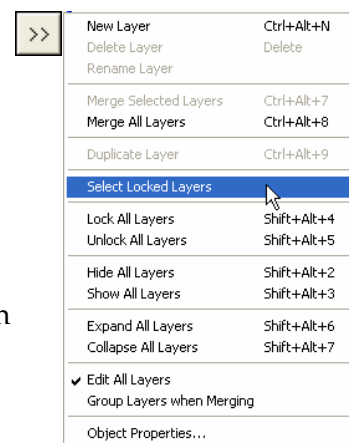 >>
New Layer Ctrl+Alt+N
Delete Layer Delete
Rename Layer
Merge Selected Layers Ctrl+Alt+7
Merge All Layers Ctrl+Alt+8
Duplicate Layer Ctrl+Alt+9
Select Locked Layers
Lock All Layers Shift+Alt+4
Unlock All Layers Shift+Alt+5
Hide All Layers Shift+Alt+2
Show All Layers Shift+Alt+3
n
Expand All Layers Shift+Alt+6
Collapse All Layers Shift+Alt+7
✔ Edit All Layers
Group Layers when Merging
Object Properties...